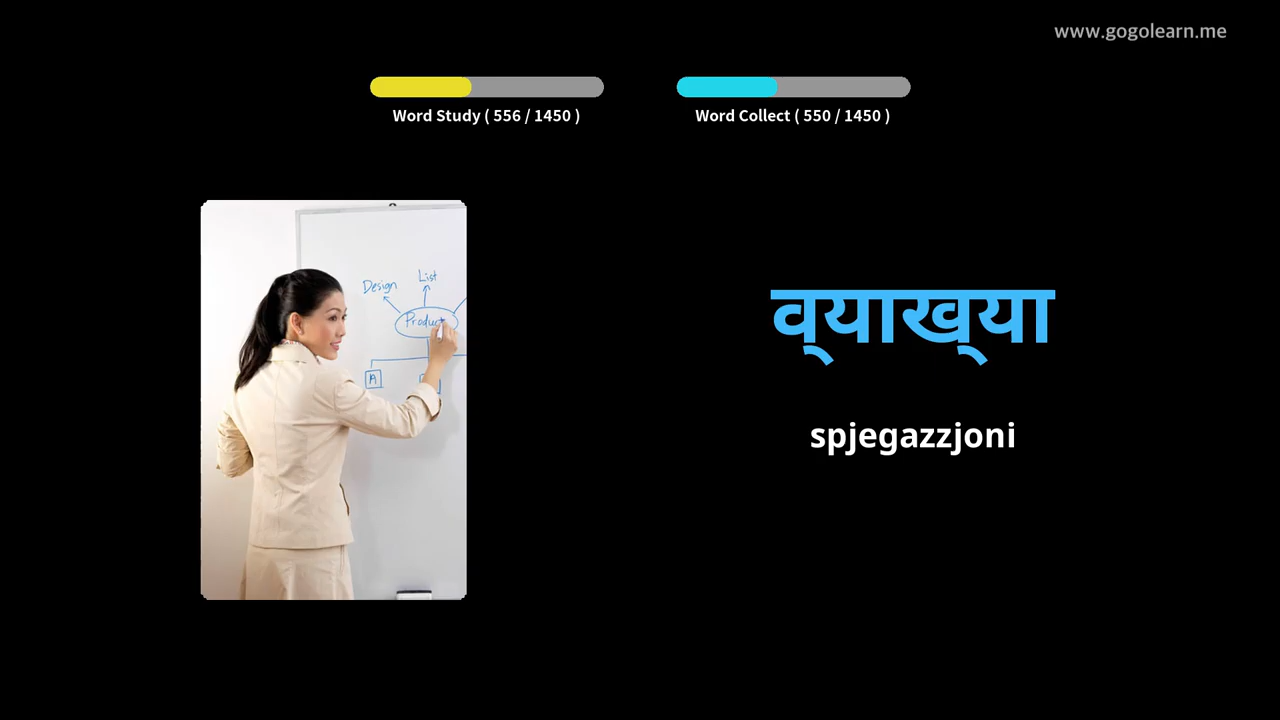 www.gogolearn.me
Word Study ( 556 / 1450 )
Word Collect ( 550 / 1450 )
Design
List
Product
A
व्याख्या
spjegazzjoni